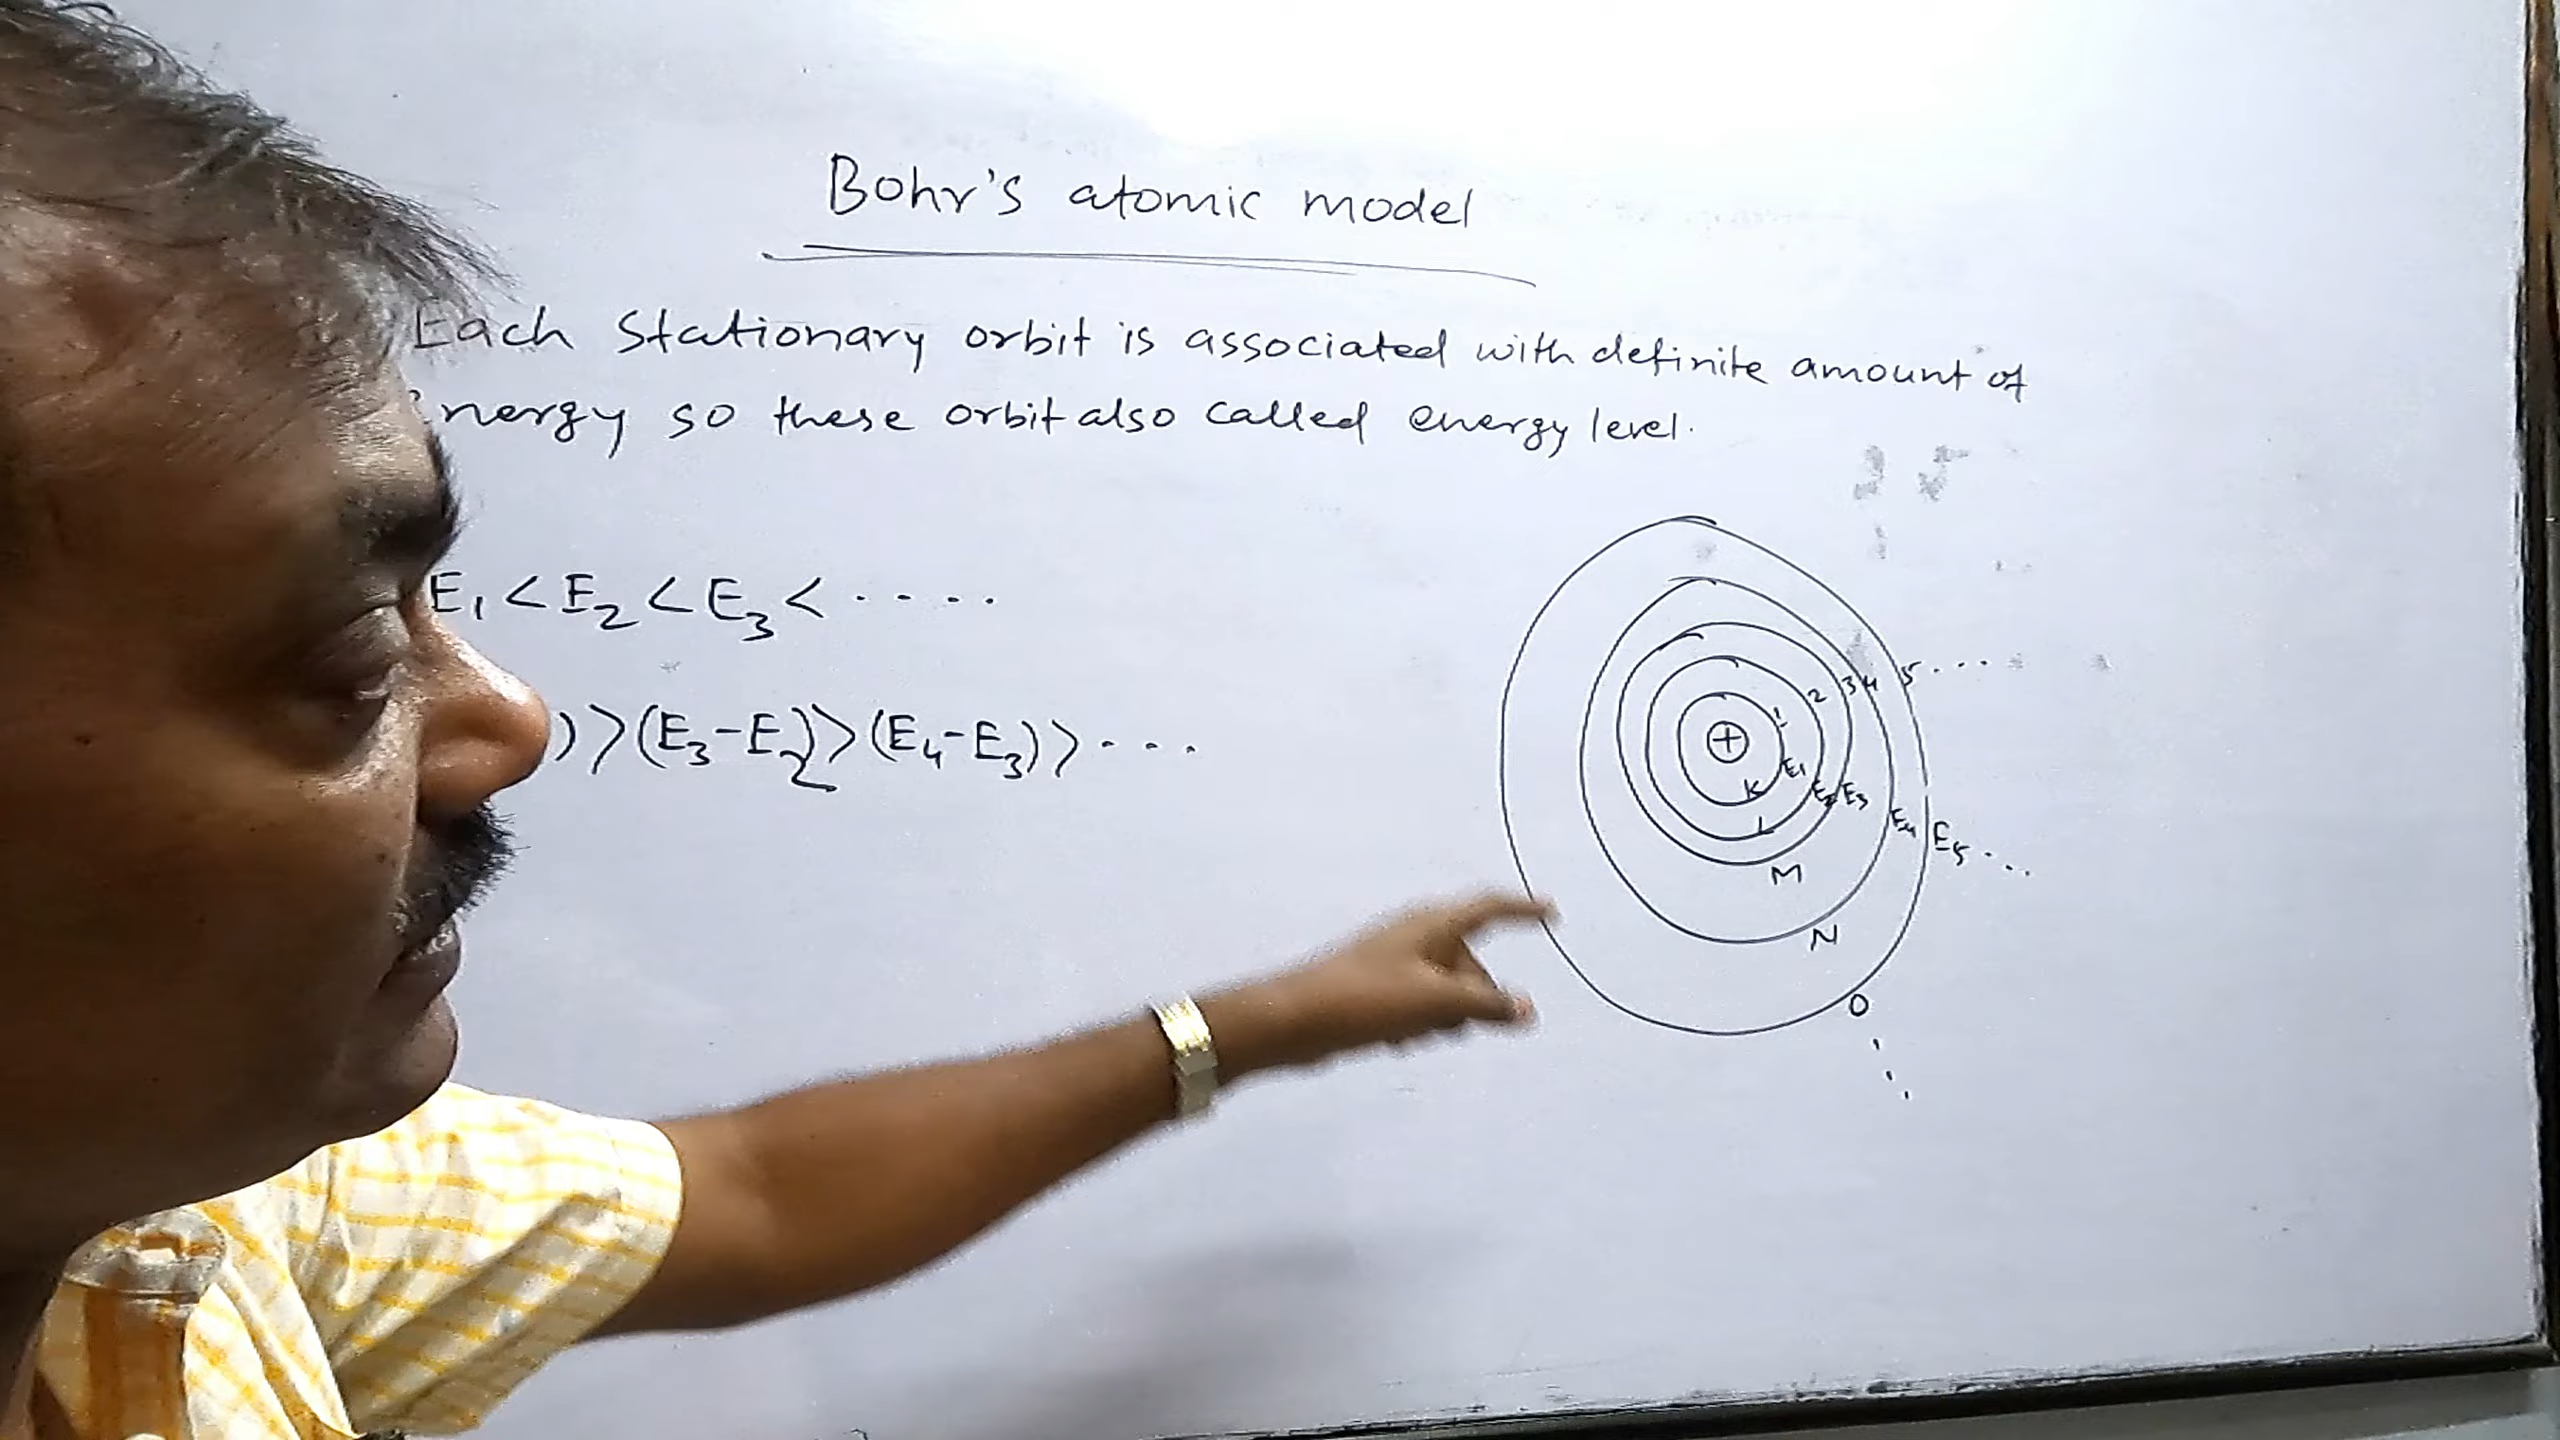 Bohr's atomic model
Each Stationary orbit is associated with definite amount of
nergy so these orbit also called energy level.
E₁ < E₂ < E₃ < ....
) > (E₃-E₂) > (E₄-E₃) > ...
1 2 3 4 5 ....
+
E₁ E₂ E₃ E₄ E₅ ....
K
L
M
N
O